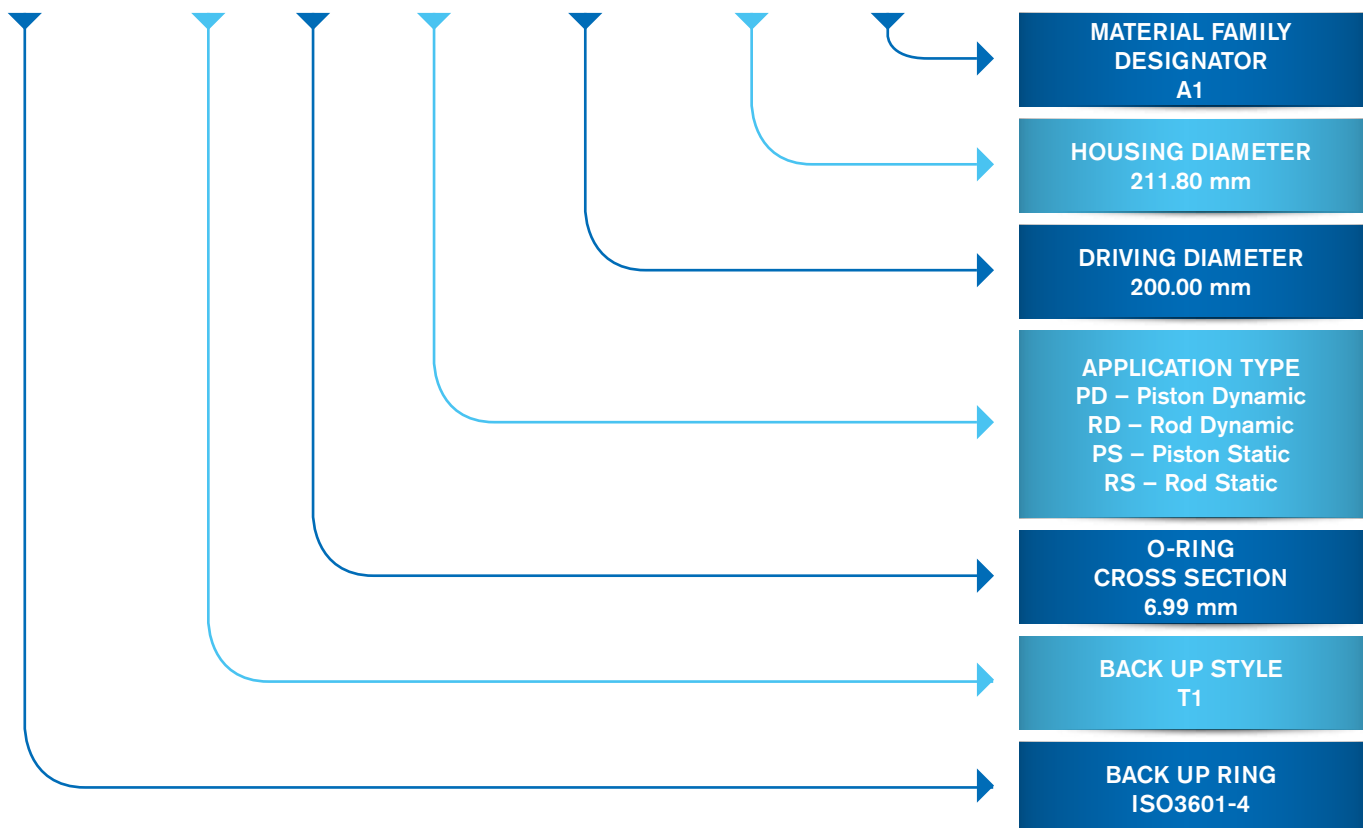 MATERIAL FAMILY
DESIGNATOR
A1
HOUSING DIAMETER
211.80 mm
DRIVING DIAMETER
200.00 mm
APPLICATION TYPE
PD – Piston Dynamic
RD – Rod Dynamic
PS – Piston Static
RS – Rod Static
O-RING
CROSS SECTION
6.99 mm
BACK UP STYLE
T1
BACK UP RING
ISO3601-4